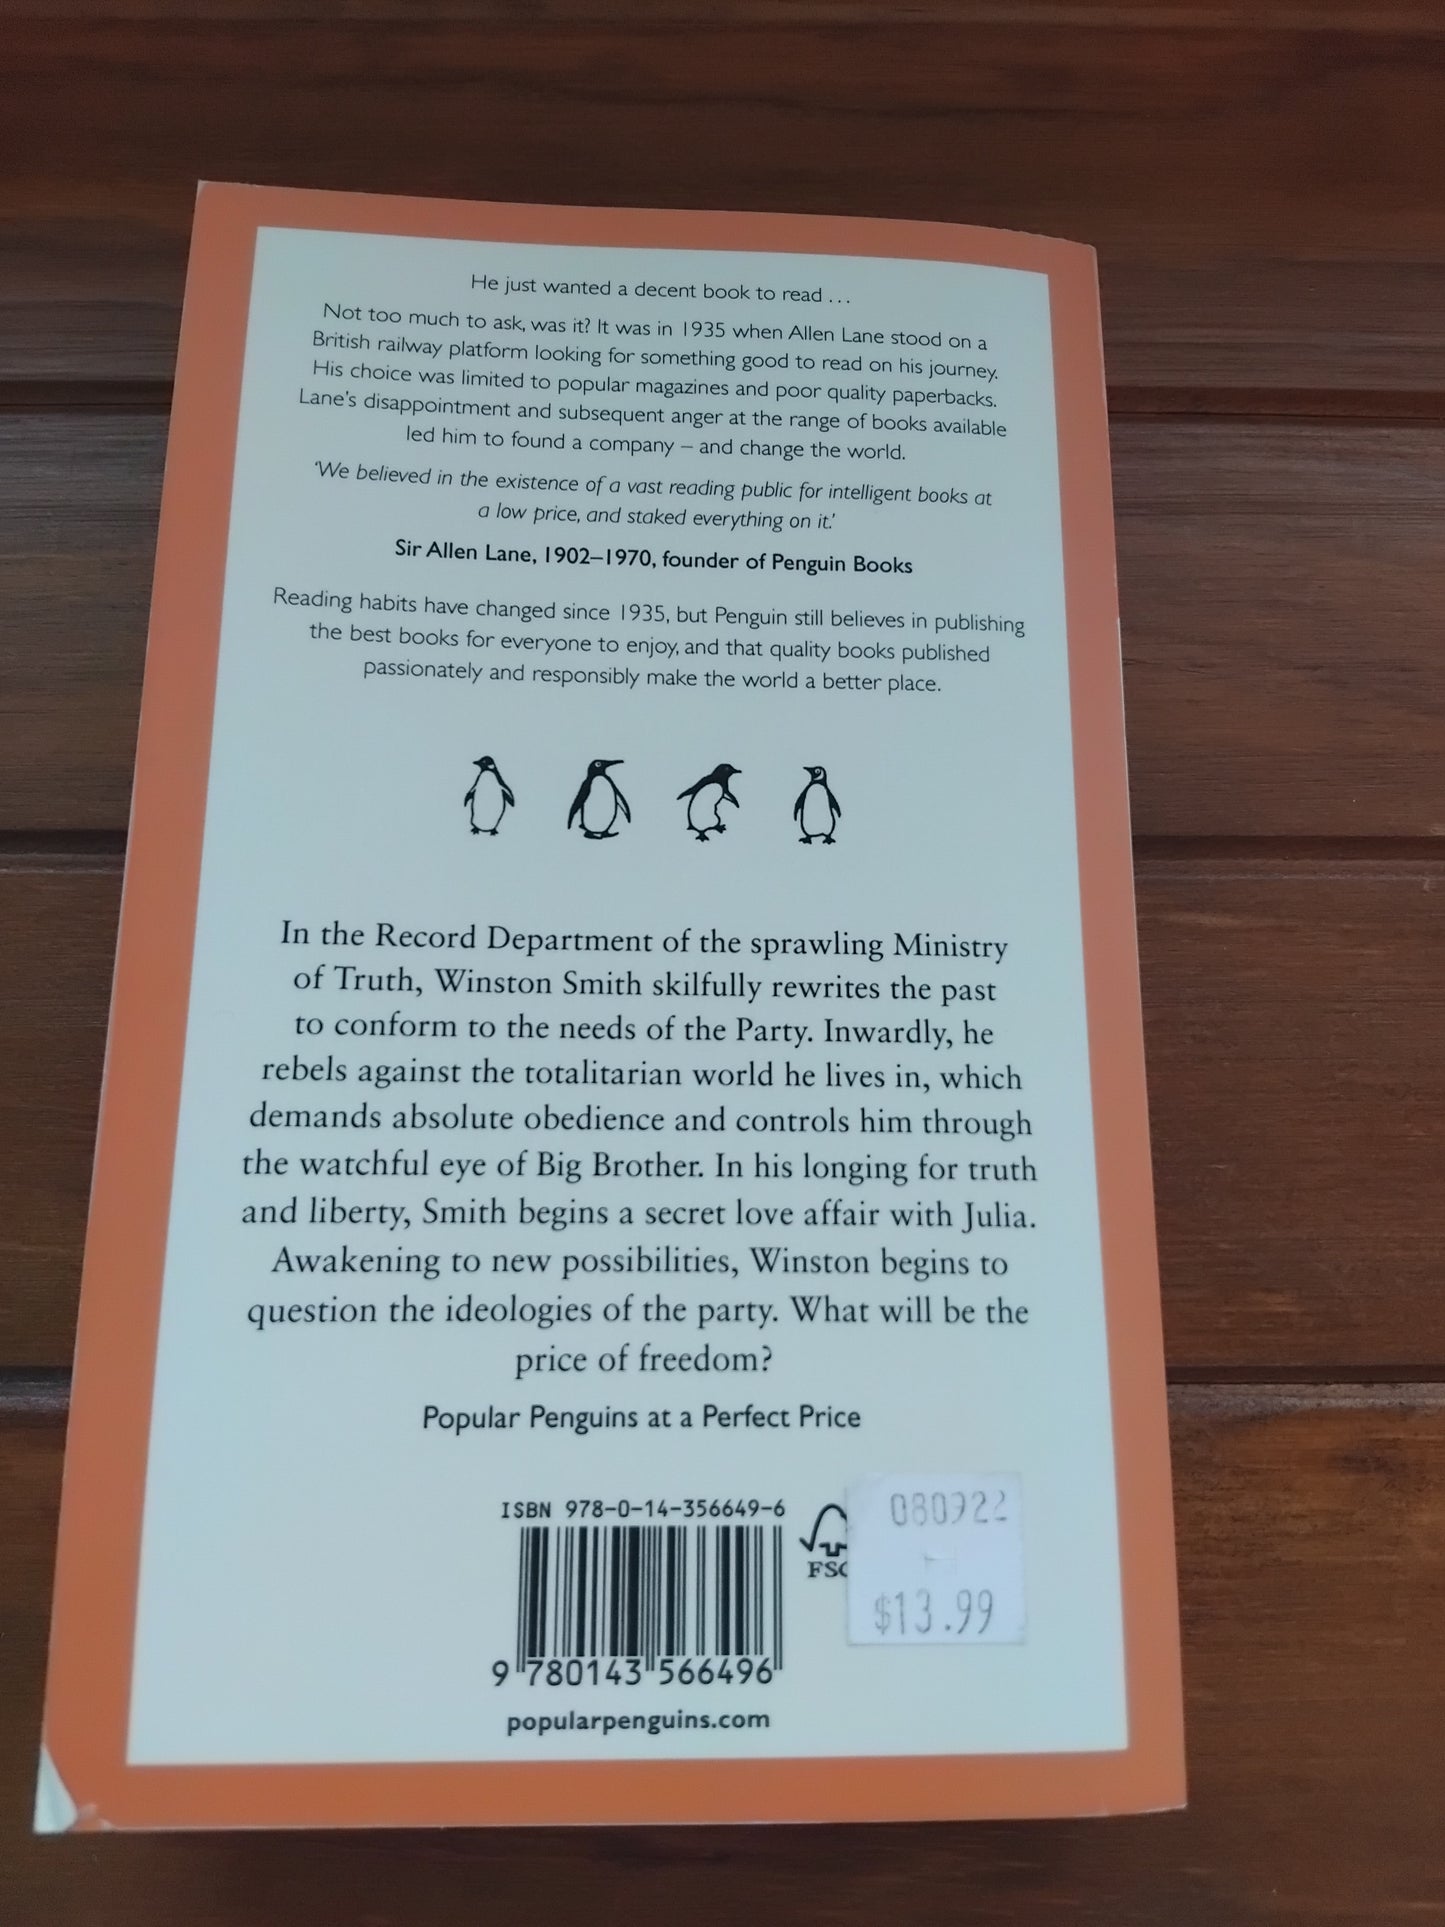 He just wanted a decent book to read ...
Not too much to ask, was it? It was in 1935 when Allen Lane stood on a
British railway platform looking for something good to read on his journey.
His choice was limited to popular magazines and poor quality paperbacks.
Lane's disappointment and subsequent anger at the range of books available
led him to found a company – and change the world.
'We believed in the existence of a vast reading public for intelligent books at
a low price, and staked everything on it.'
Sir Allen Lane, 1902–1970, founder of Penguin Books
Reading habits have changed since 1935, but Penguin still believes in publishing
the best books for everyone to enjoy, and that quality books published
passionately and responsibly make the world a better place.
In the Record Department of the sprawling Ministry
of Truth, Winston Smith skilfully rewrites the past
to conform to the needs of the Party. Inwardly, he
rebels against the totalitarian world he lives in, which
demands absolute obedience and controls him through
the watchful eye of Big Brother. In his longing for truth
and liberty, Smith begins a secret love affair with Julia.
Awakening to new possibilities, Winston begins to
question the ideologies of the party. What will be the
price of freedom?
Popular Penguins at a Perfect Price
ISBN 978-0-14-356649-6
FSC
080922
$13.99
9 780143 566496
popularpenguins.com